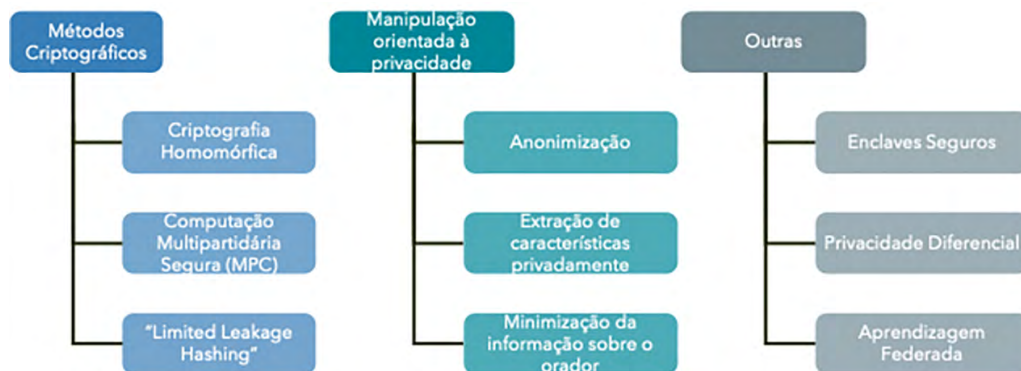 Métodos
Criptográficos
Criptografia
Homomórfica
Computação
Multipartidária
Segura (MPC)
“Limited Leakage
Hashing”
Manipulação
orientada à
privacidade
Anonimização
Extração de
características
privadamente
Minimização da
informação sobre o
orador
Outras
Enclaves Seguros
Privacidade Diferencial
Aprendizagem
Federada